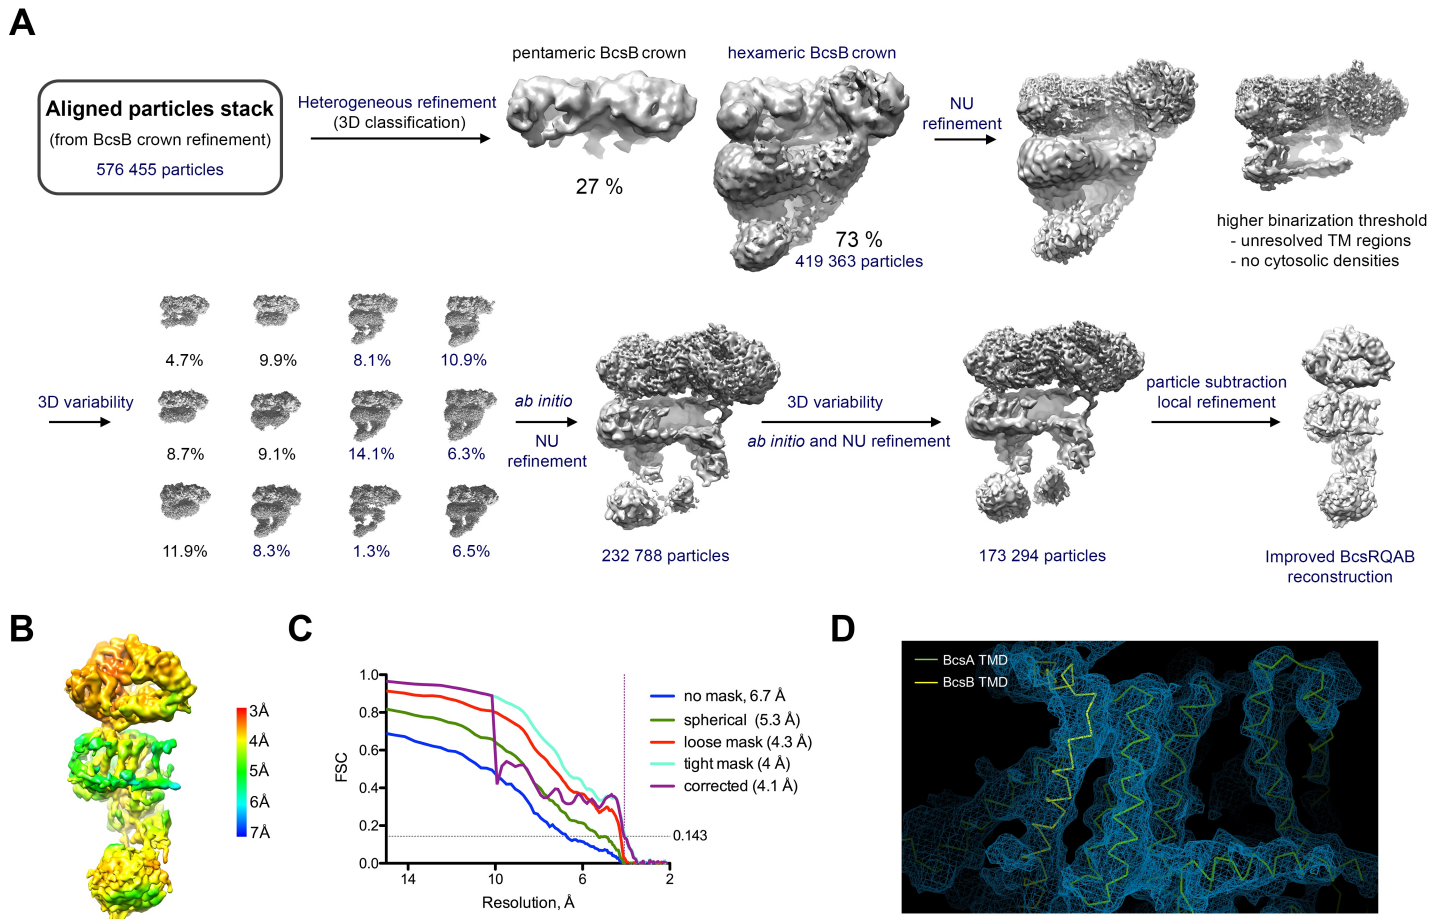 A
Aligned particles stack
(from BcsB crown refinement)
576 455 particles
Heterogeneous refinement
(3D classification)
pentameric BcsB crown
27 %
hexameric BcsB crown
73 %
419 363 particles
NU
refinement
higher binarization threshold
- unresolved TM regions
- no cytosolic densities
3D variability
4.7%
9.9%
8.1%
10.9%
8.7%
9.1%
14.1%
6.3%
11.9%
8.3%
1.3%
6.5%
ab initio
NU
refinement
232 788 particles
3D variability
ab initio and NU refinement
173 294 particles
particle subtraction
local refinement
Improved BcsRQAB
reconstruction
B
3Å
4Å
5Å
6Å
7Å
C
1.0
0.8
0.6
0.4
0.2
0.0
FSC
14
10
6
2
Resolution, Å
no mask, 6.7 Å
spherical (5.3 Å)
loose mask (4.3 Å)
tight mask (4 Å)
corrected (4.1 Å)
0.143
D
BcsA TMD
BcsB TMD